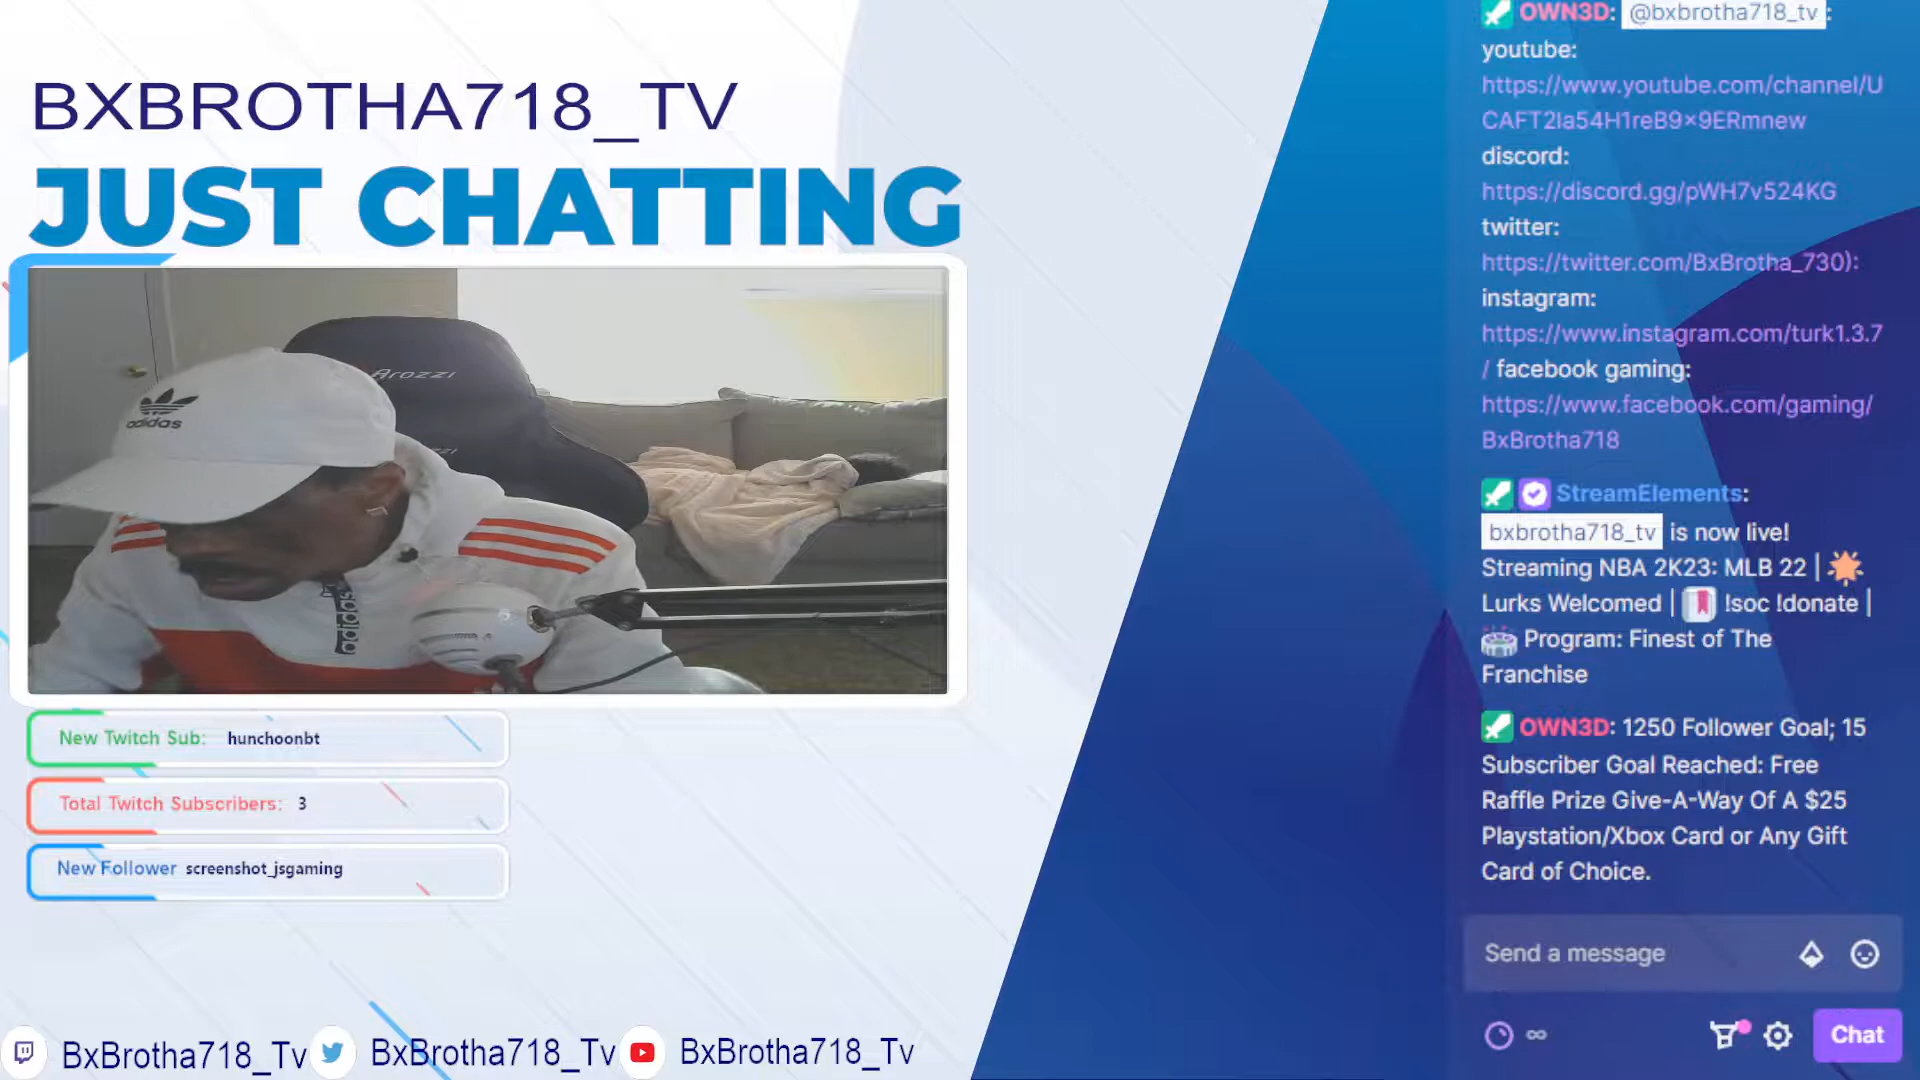 BXBROTHA718_TV
JUST CHATTING
Arozzi
adidas
adidas
New Twitch Sub: hunchoonbt
Total Twitch Subscribers: 3
New Follower screenshot_jsgaming
BxBrotha718_Tv
BxBrotha718_Tv
BxBrotha718_Tv
OWN3D: @bxbrotha718_tv :
youtube:
https://www.youtube.com/channel/U
CAFT2Ia54H1reB9x9ERmnew
discord:
https://discord.gg/pWH7v524KG
twitter:
https://twitter.com/BxBrotha_730):
instagram:
https://www.instagram.com/turk1.3.7
/ facebook gaming:
https://www.facebook.com/gaming/
BxBrotha718
StreamElements:
bxbrotha718_tv is now live!
Streaming NBA 2K23: MLB 22 |
Lurks Welcomed | !soc !donate |
Program: Finest of The
Franchise
OWN3D: 1250 Follower Goal; 15
Subscriber Goal Reached: Free
Raffle Prize Give-A-Way Of A $25
Playstation/Xbox Card or Any Gift
Card of Choice.
Send a message
Chat